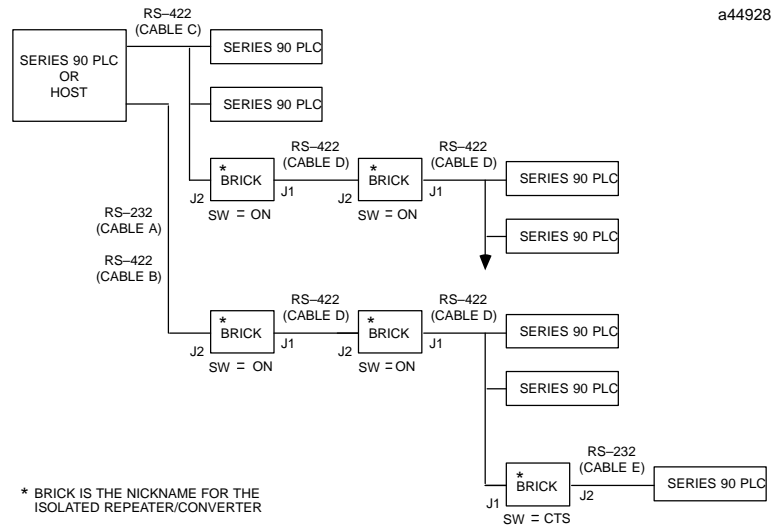 a44928
RS–422
(CABLE C)
SERIES 90 PLC
OR
HOST
SERIES 90 PLC
SERIES 90 PLC
RS–422
(CABLE D)
RS–422
(CABLE D)
* BRICK
J2
J1
SW = ON
* BRICK
J2
J1
SW = ON
SERIES 90 PLC
SERIES 90 PLC
RS–232
(CABLE A)
RS–422
(CABLE B)
RS–422
(CABLE D)
RS–422
(CABLE D)
* BRICK
J2
J1
SW = ON
* BRICK
J2
J1
SW = ON
SERIES 90 PLC
SERIES 90 PLC
RS–232
(CABLE E)
* BRICK
J1
J2
SW = CTS
SERIES 90 PLC
* BRICK IS THE NICKNAME FOR THE
ISOLATED REPEATER/CONVERTER